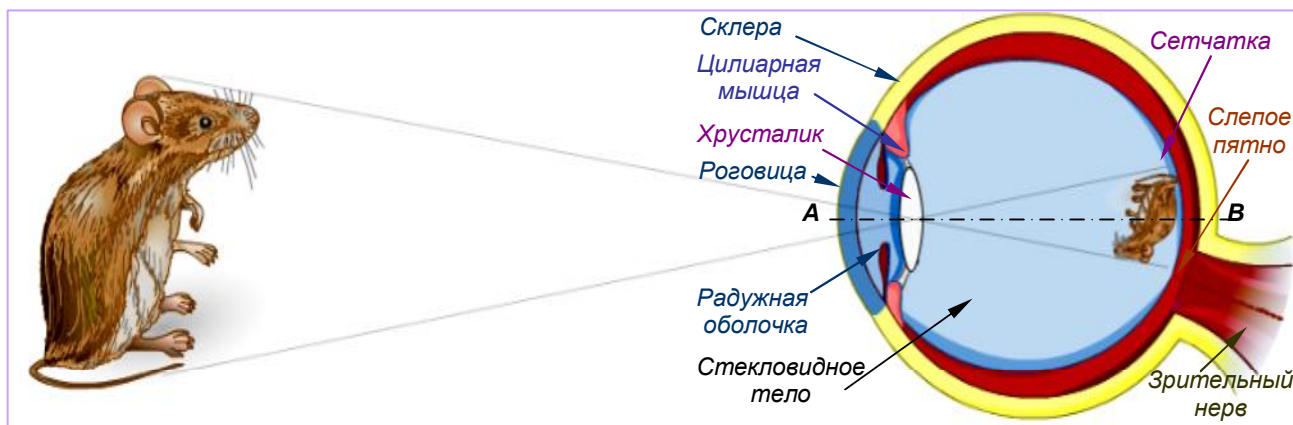 Склера
Цилиарная
мышца
Хрусталик
Роговица
A
Радужная
оболочка
Стекловидное
тело
Сетчатка
Слепое
пятно
B
Зрительный
нерв